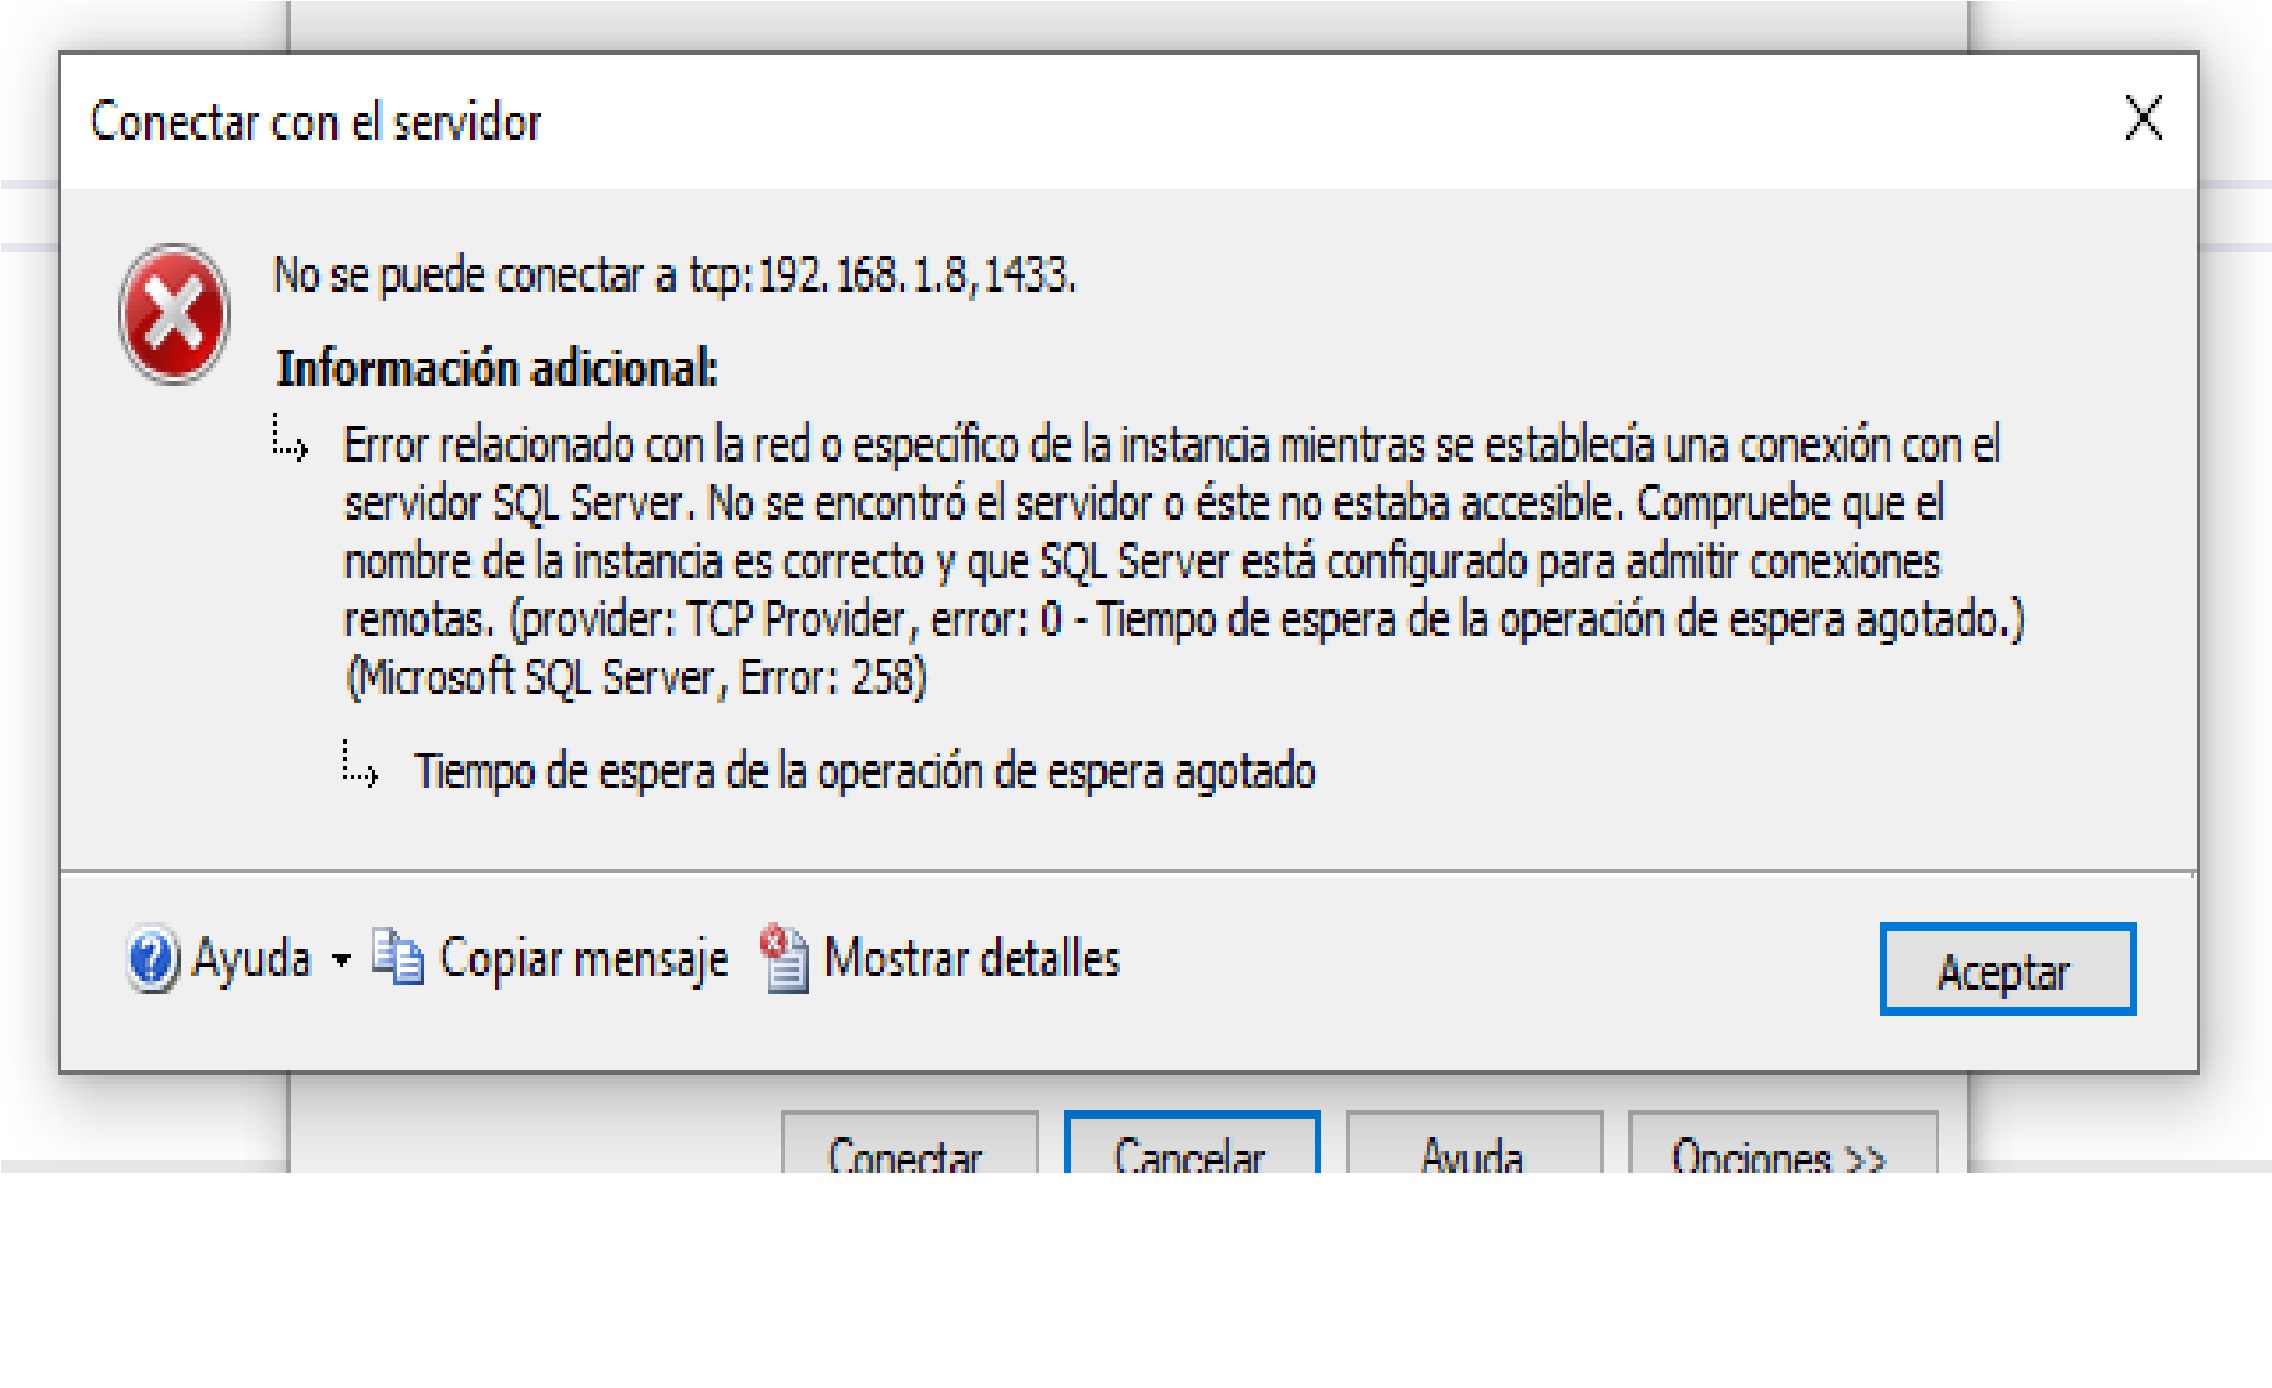 Conectar con el servidor
No se puede conectar a tcp:192.168.1.8,1433.
Información adicional:
Error relacionado con la red o específico de la instancia mientras se establecía una conexión con el
servidor SQL Server. No se encontró el servidor o éste no estaba accesible. Compruebe que el
nombre de la instancia es correcto y que SQL Server está configurado para admitir conexiones
remotas. (provider: TCP Provider, error: 0 - Tiempo de espera de la operación de espera agotado.)
(Microsoft SQL Server, Error: 258)
Tiempo de espera de la operación de espera agotado
Ayuda Copiar mensaje Mostrar detalles
Aceptar
Conectar Cancelar Ayuda Opciones >>